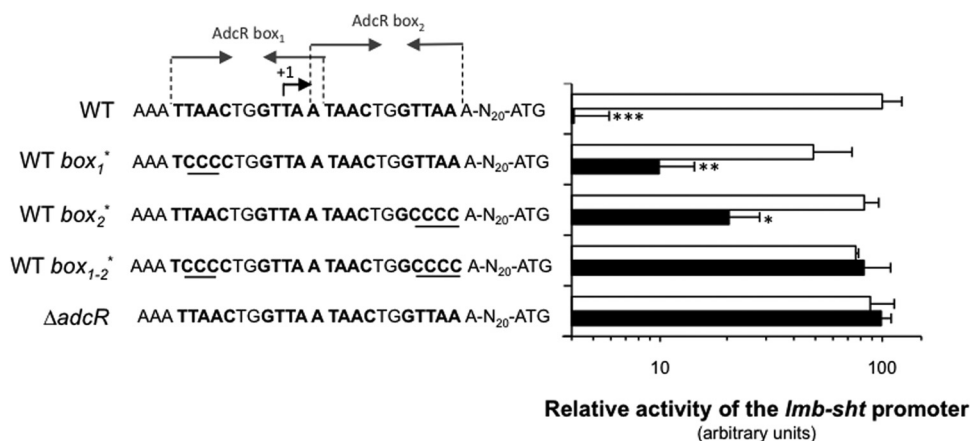 AdcR box1 AdcR box2
+1
WT AAA TTAACTGGTTAA TAACTGGTTAA A-N20-ATG ***
WT box1* AAA TCCCCTGGTTA A TAACTGGTTAA A-N20-ATG **
WT box2* AAA TTAACTGGTTA A TAACTGGCCCC A-N20-ATG *
WT box1-2* AAA TCCCCTGGTTA A TAACTGGCCCC A-N20-ATG
ΔadcR AAA TTAACTGGTTA A TAACTGGTTAA A-N20-ATG
10 100
Relative activity of the lmb-sht promoter
(arbitrary units)